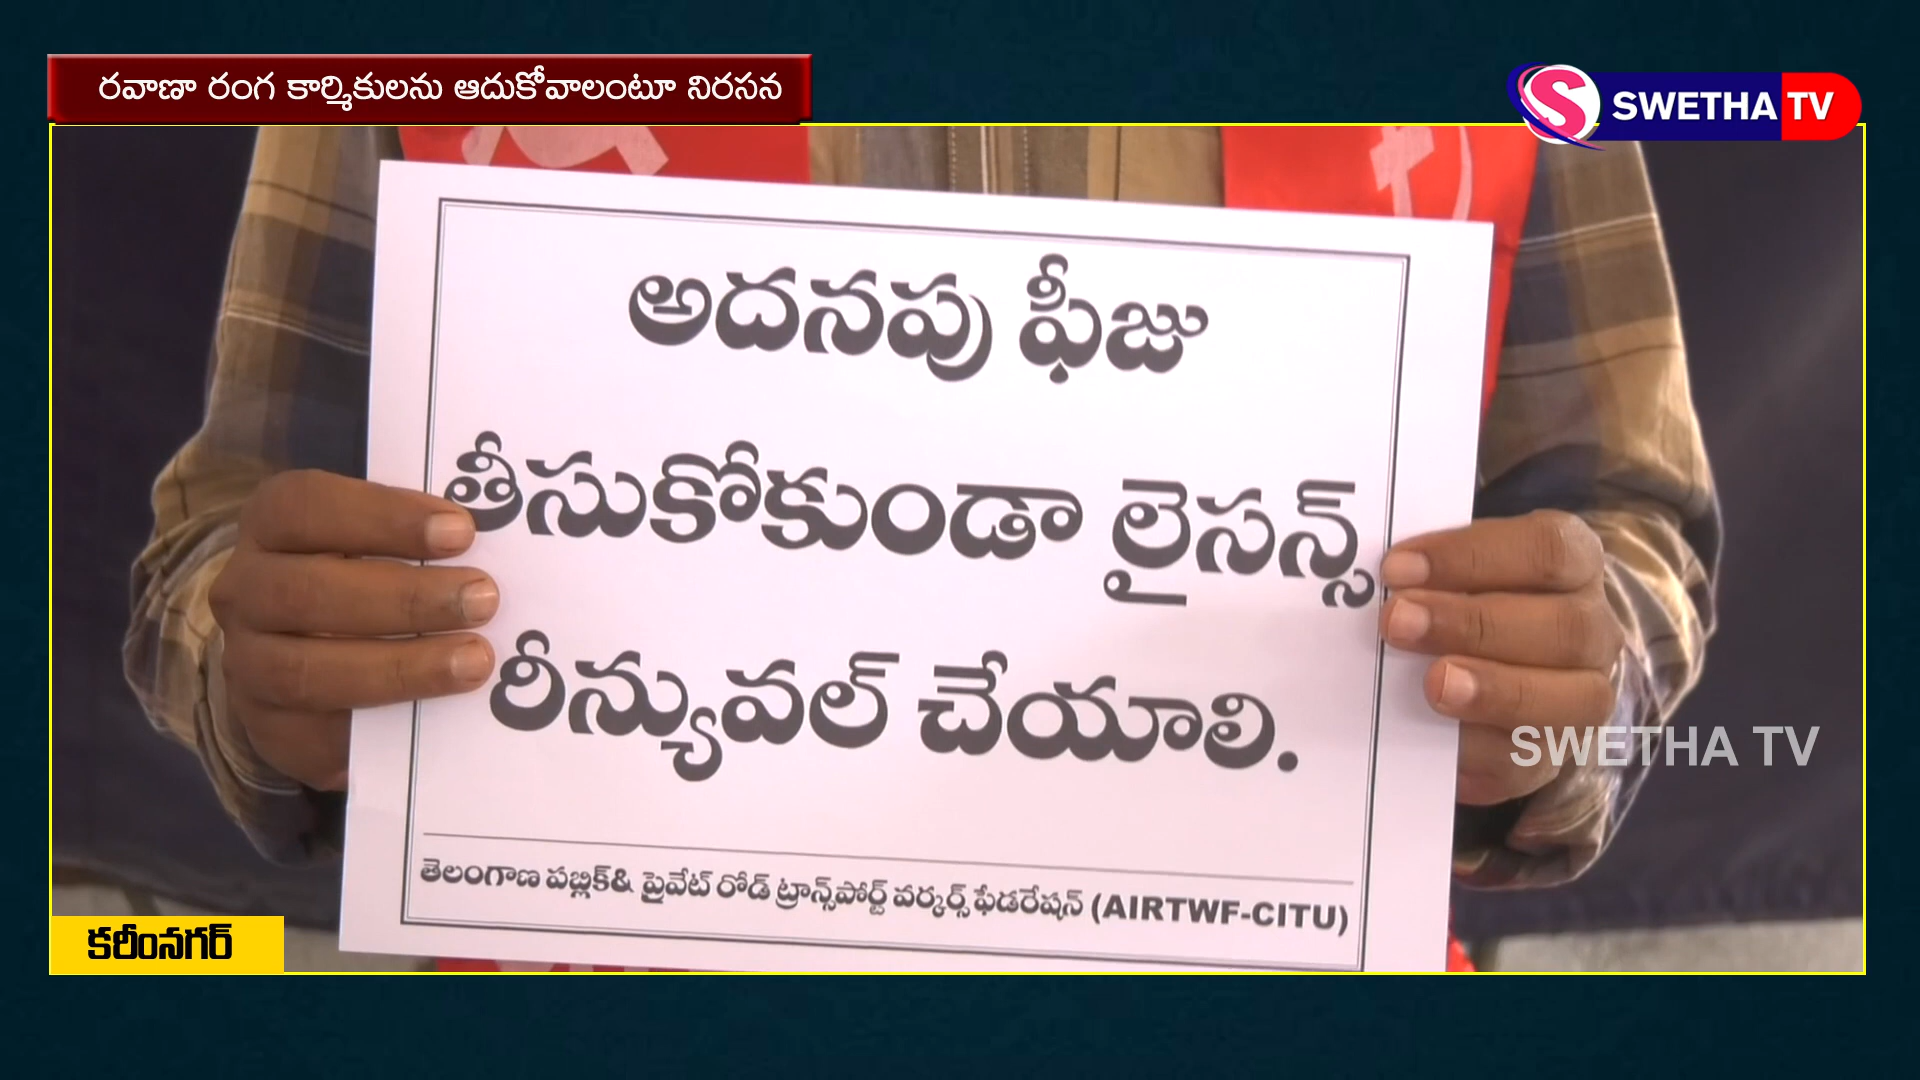 రవాణా రంగ కార్మికులను ఆదుకోవాలంటూ నిరసన
SWETHA TV
అదనపు ఫీజు
తీసుకోకుండా లైసన్స్
రీన్యువల్ చేయాలి.
తెలంగాణ పబ్లిక్& ప్రైవేట్ రోడ్ ట్రాన్స్‌పోర్ట్ వర్కర్స్ ఫేడరేషన్ (AIRTWF-CITU)
SWETHA TV
కరీంనగర్